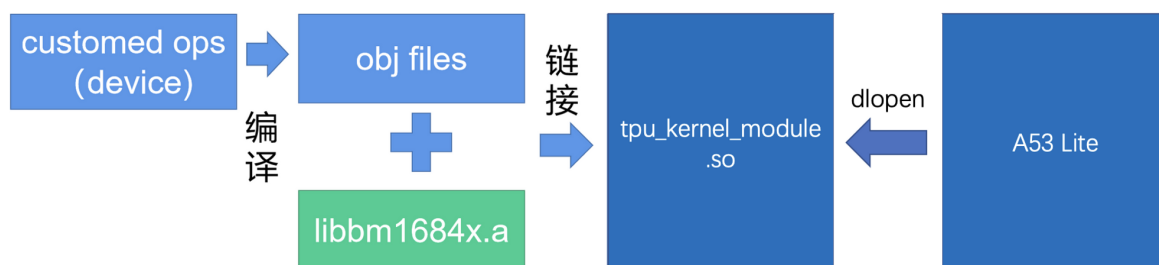 customed ops
（device）
编
译
obj files
libbm1684x.a
链
接
tpu_kernel_module
.so
dlopen
A53 Lite